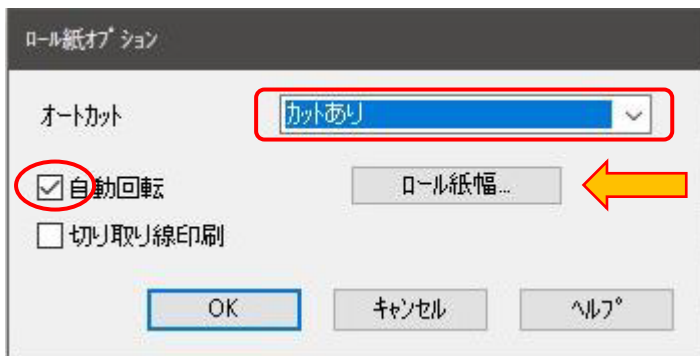 ロール紙オプション
オートカット カットあり
自動回転 ロール紙幅...
切り取り線印刷
OK キャンセル ヘルプ